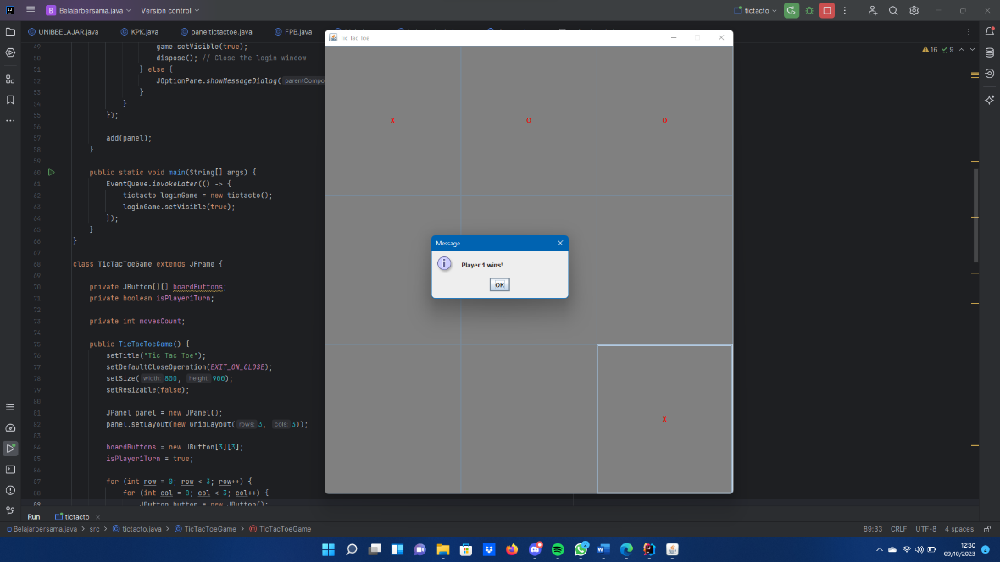 Belajarbersama.java
Version control
tictacto
UNIBBELAJAR.java
KPK.java
paneltictactoe.java
FPB.java
Tic Tac Toe
16
9
49
game.setVisible(true);
50
dispose(); // Close the login window
51
} else {
52
JOptionPane.showMessageDialog( parentCompo
53
}
54
}
55
});
56
57
add(panel);
58
}
59
60
public static void main(String[] args) {
61
EventQueue.invokeLater(() -> {
62
tictacto loginGame = new tictacto();
63
loginGame.setVisible(true);
64
});
65
}
66
}
67
68
class TicTacToeGame extends JFrame {
69
70
private JButton[][] boardButtons;
71
private boolean isPlayer1Turn;
72
73
private int movesCount;
74
75
public TicTacToeGame() {
76
setTitle("Tic Tac Toe");
77
setDefaultCloseOperation(EXIT_ON_CLOSE);
78
setSize( width: 800, height: 900);
79
setResizable(false);
80
81
JPanel panel = new JPanel();
82
panel.setLayout(new GridLayout( rows: 3, cols: 3));
83
84
boardButtons = new JButton[3][3];
85
isPlayer1Turn = true;
86
87
for (int row = 0; row < 3; row++) {
88
for (int col = 0; col < 3; col++) {
89
JButton button = new JButton();
X
O
O
Message
Player 1 wins!
OK
X
Run
tictacto
Belajarbersama.java > src > tictacto.java > TicTacToeGame > TicTacToeGame
89:33 CRLF UTF-8 4 spaces
12:30
09/10/2023
2
2